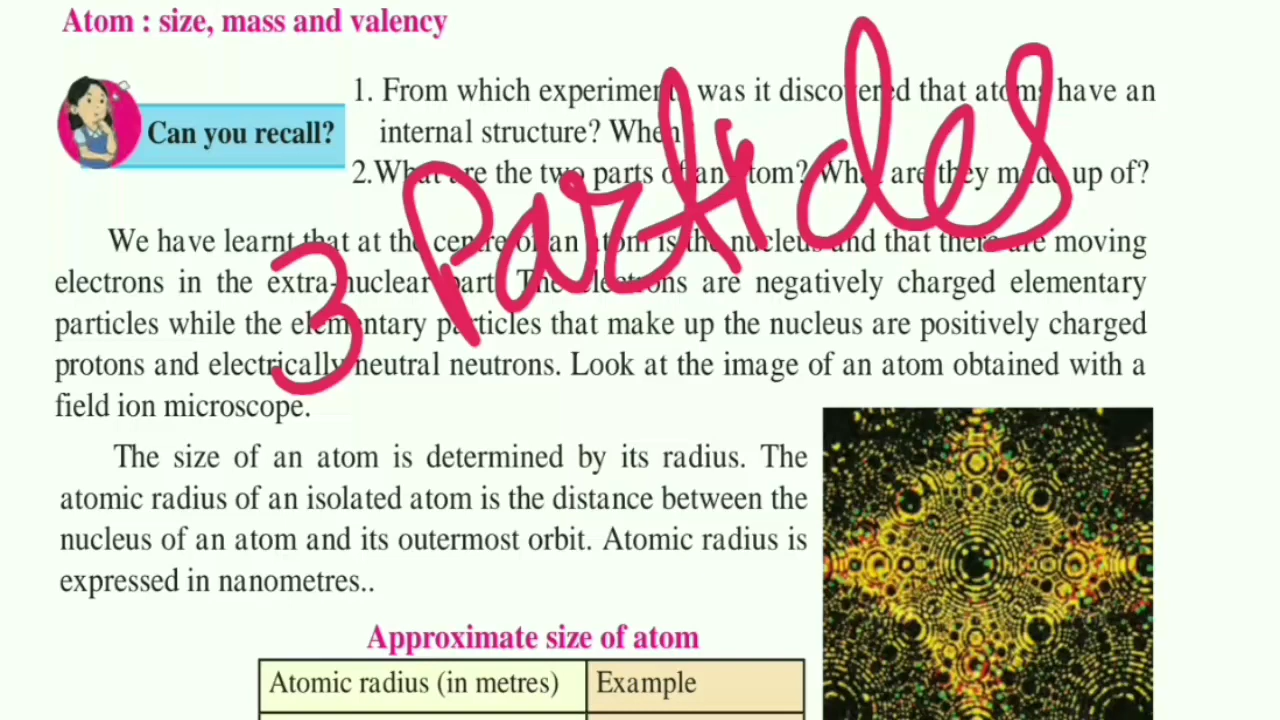 Atom : size, mass and valency
Can you recall?
1. From which experiment was it discovered that atoms have an
internal structure? When
2.What are the two parts of an atom? What are they made up of?
3 Particles
We have learnt that at the centre of an atom is the nucleus and that there are moving
electrons in the extra-nuclear part. The electrons are negatively charged elementary
particles while the elementary particles that make up the nucleus are positively charged
protons and electrically neutral neutrons. Look at the image of an atom obtained with a
field ion microscope.
The size of an atom is determined by its radius. The
atomic radius of an isolated atom is the distance between the
nucleus of an atom and its outermost orbit. Atomic radius is
expressed in nanometres..
Approximate size of atom
Atomic radius (in metres) Example